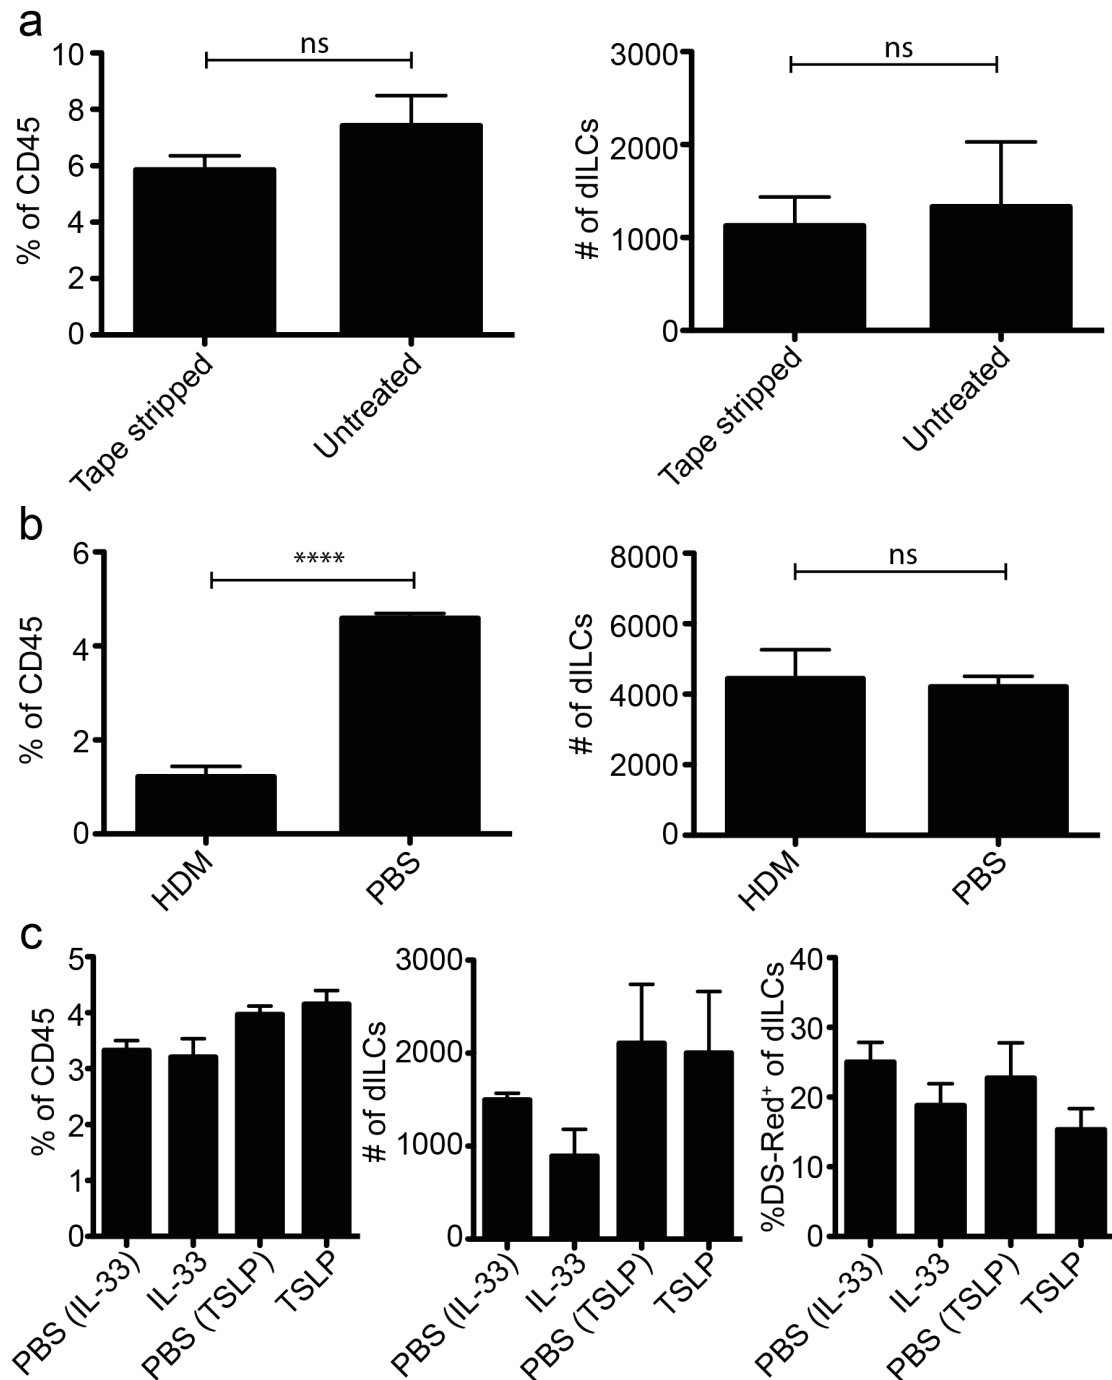 a
% of CD45
10
8
6
4
2
0
ns
Tape stripped
Untreated
# of dILCs
3000
2000
1000
0
ns
Tape stripped
Untreated
b
% of CD45
6
4
2
0
****
HDM
PBS
# of dILCs
8000
6000
4000
2000
0
ns
HDM
PBS
c
% of CD45
5
4
3
2
1
0
PBS (IL-33)
IL-33
PBS (TSLP)
TSLP
# of dILCs
3000
2000
1000
0
PBS (IL-33)
IL-33
PBS (TSLP)
TSLP
%DS-Red⁺ of dILCs
40
30
20
10
0
PBS (IL-33)
IL-33
PBS (TSLP)
TSLP